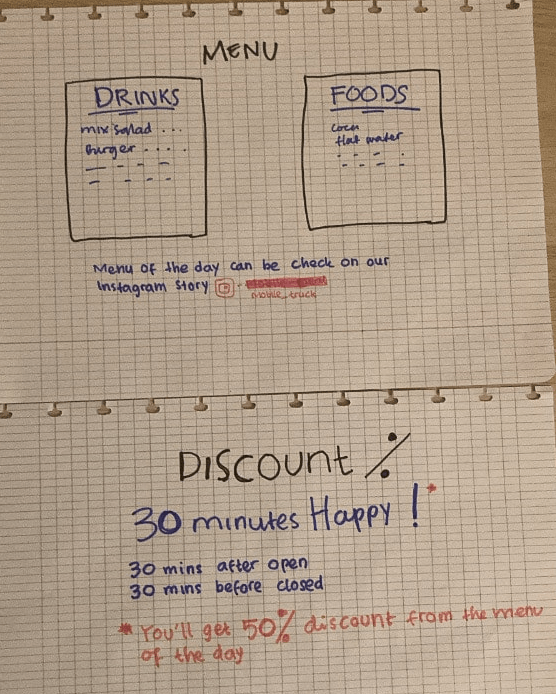 MENU
DRINKS
mix salad . . .
Burger . . . .
FOODS
flat water
Menu of the day can be check on our
Instagram Story
mobile_truck
DISCOUNT %
30 minutes Happy !*
30 mins after open
30 mins before closed
* You'll get 50% discount from the menu
of the day